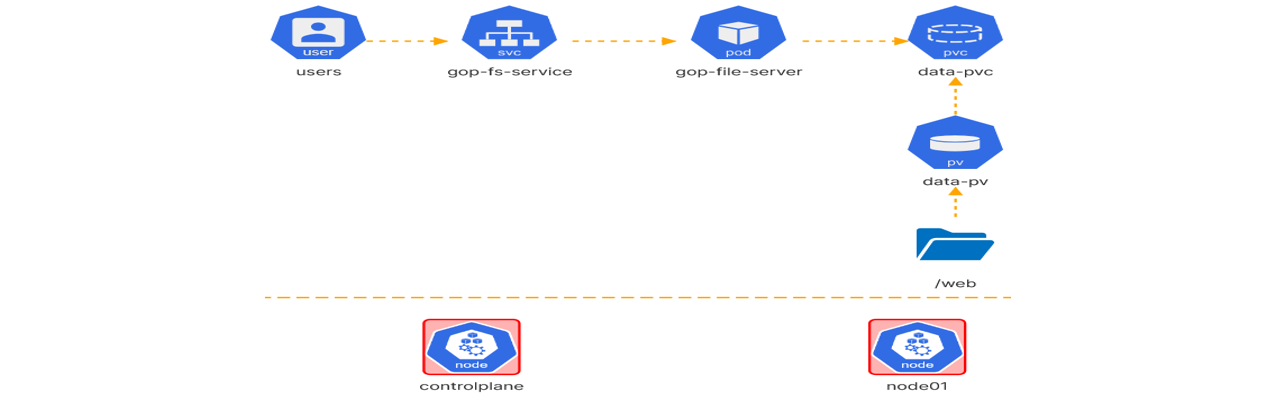 user
svc
pod
pvc
users
gop-fs-service
gop-file-server
data-pvc
pv
data-pv
/web
node
node
controlplane
node01